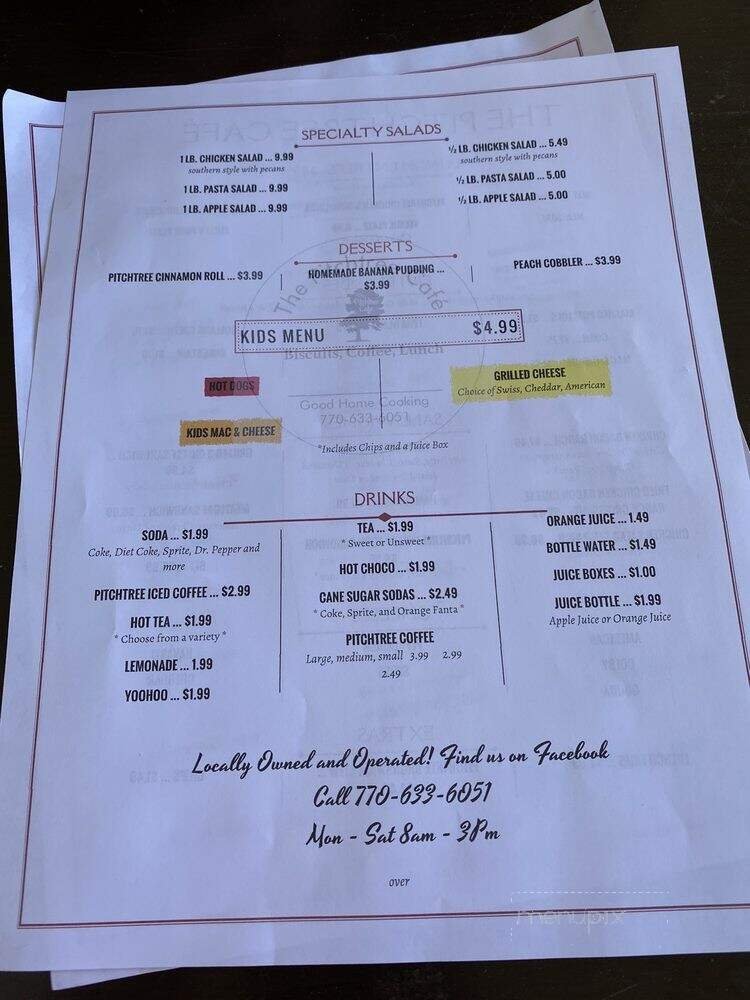 SPECIALTY SALADS
1 LB. CHICKEN SALAD ... 9.99
southern style with pecans
1 LB. PASTA SALAD ... 9.99
1 LB. APPLE SALAD ... 9.99
½ LB. CHICKEN SALAD ... 5.49
southern style with pecans
½ LB. PASTA SALAD ... 5.00
½ LB. APPLE SALAD ... 5.00
DESSERTS
PITCHTREE CINNAMON ROLL ... $3.99
HOMEMADE BANANA PUDDING ...
$3.99
PEACH COBBLER ... $3.99
The Pitchtree Café
KIDS MENU $4.99
Biscuits, Coffee, Lunch
HOT DOGS
GRILLED CHEESE
Choice of Swiss, Cheddar, American
Good Home Cooking
770-633-6051
KIDS MAC & CHEESE
*Includes Chips and a Juice Box
DRINKS
SODA ... $1.99
Coke, Diet Coke, Sprite, Dr. Pepper and
more
PITCHTREE ICED COFFEE ... $2.99
HOT TEA ... $1.99
* Choose from a variety *
LEMONADE ... 1.99
YOOHOO ... $1.99
TEA ... $1.99
* Sweet or Unsweet *
HOT CHOCO ... $1.99
CANE SUGAR SODAS ... $2.49
* Coke, Sprite, and Orange Fanta *
PITCHTREE COFFEE
Large, medium, small 3.99 2.99
2.49
ORANGE JUICE ... 1.49
BOTTLE WATER ... $1.49
JUICE BOXES ... $1.00
JUICE BOTTLE ... $1.99
Apple Juice or Orange Juice
Locally Owned and Operated! Find us on Facebook
Call 770-633-6051
Mon - Sat 8am - 3Pm
over
menupix